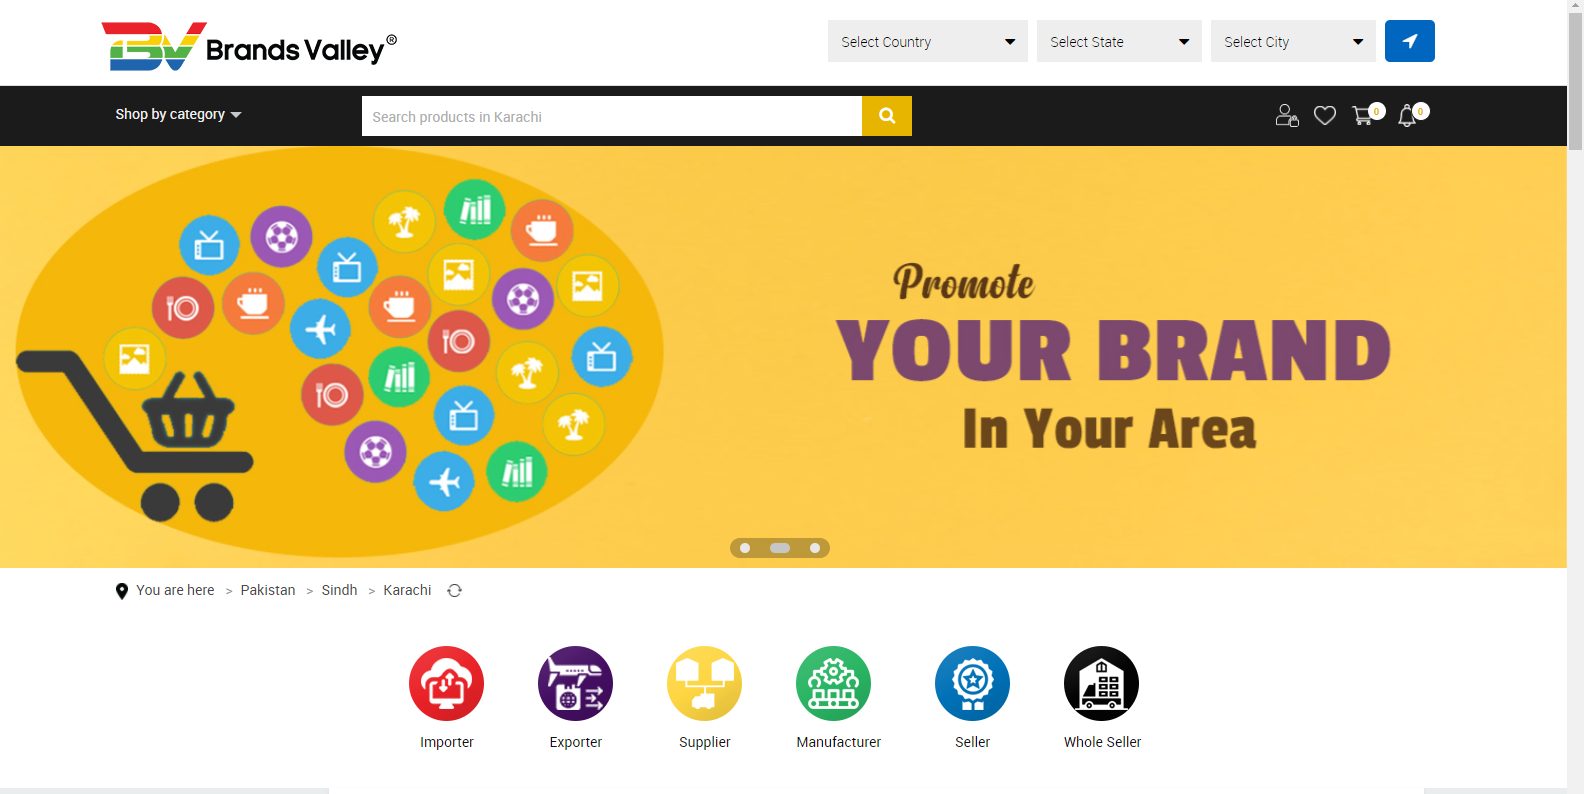 BV Brands Valley®
Select Country
Select State
Select City
Shop by category
Search products in Karachi
0
0
Promote
YOUR BRAND
In Your Area
You are here > Pakistan > Sindh > Karachi
Importer
Exporter
Supplier
Manufacturer
Seller
Whole Seller